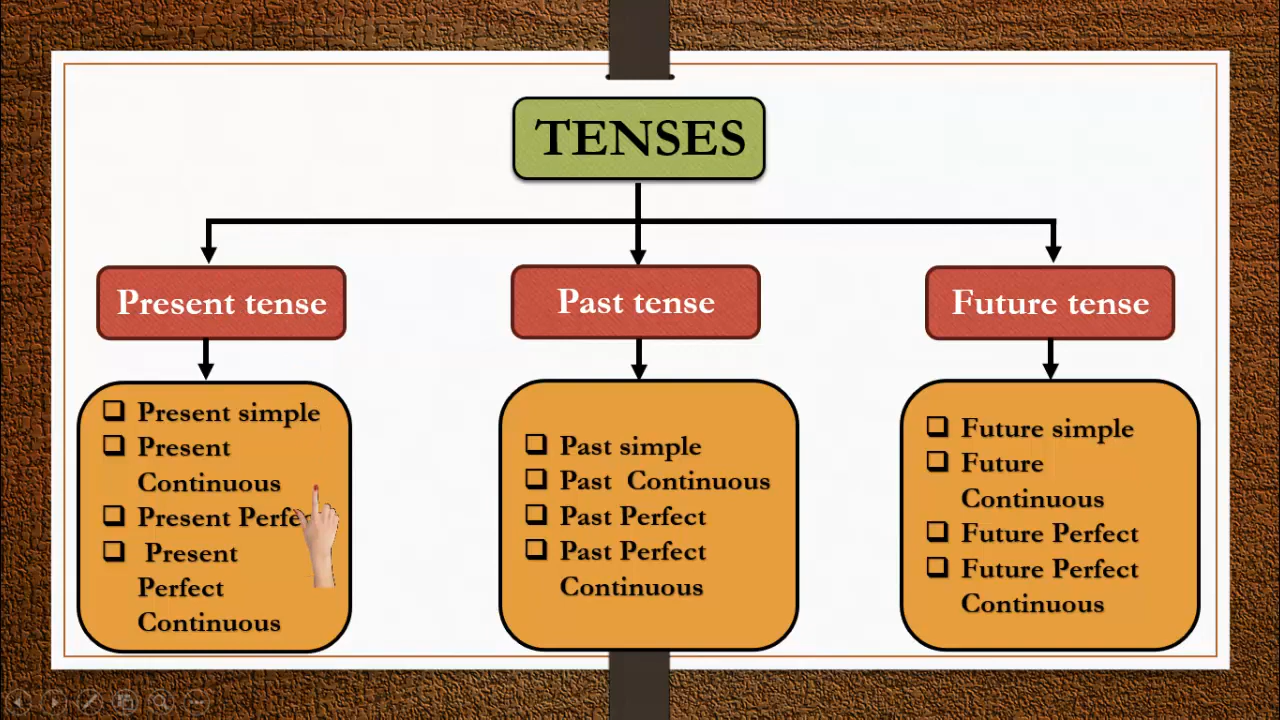 TENSES
Present tense
Past tense
Future tense
Present simple
Present
Continuous
Present
Present
Perfect
Continuous
Past simple
Past Continuous
Past Perfect
Past Perfect
Continuous
Future simple
Future
Continuous
Future Perfect
Future Perfect
Continuous